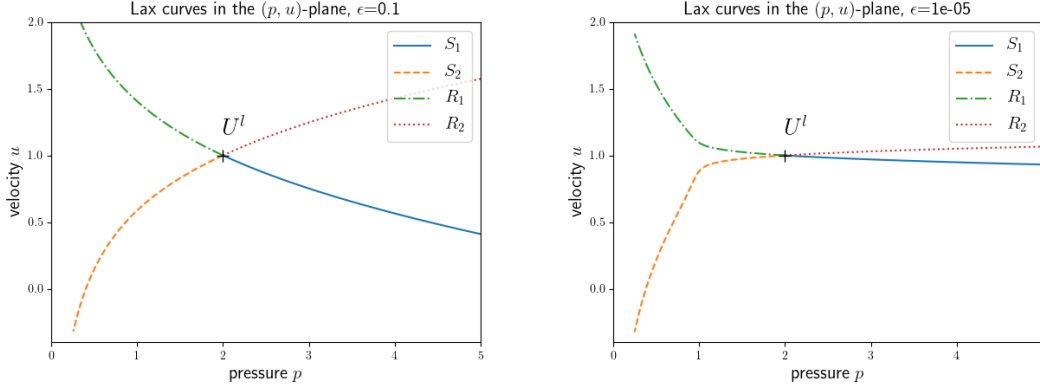 Lax curves in the (p, u)-plane, ϵ=0.1
2.0
1.5
1.0
0.5
0.0
velocity u
0
1
2
3
4
5
pressure p
U^l
S_1
S_2
R_1
R_2
Lax curves in the (p, u)-plane, ϵ=1e-05
2.0
1.5
1.0
0.5
0.0
velocity u
0
1
2
3
4
pressure p
U^l
S_1
S_2
R_1
R_2